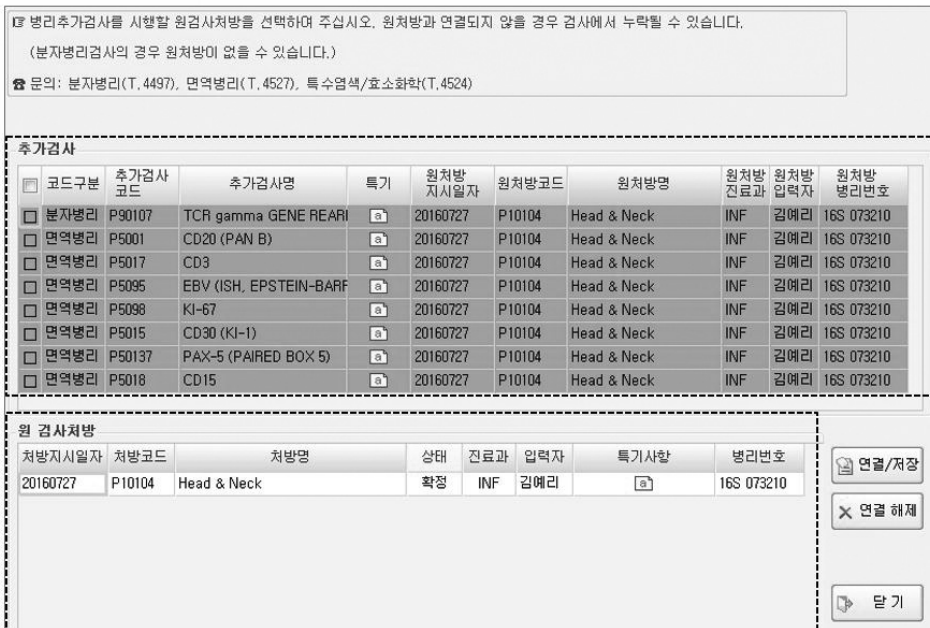 ☞ 병리추가검사를 시행할 원검사처방을 선택하며 주십시오. 원처방과 연결되지 않을 경우 검사에서 누락될 수 있습니다.
(분자병리검사의 경우 원처방이 없을 수 있습니다.)
☎ 문의: 분자병리(T.4497), 면역병리(T.4527), 특수염색/효소화학(T.4524)
추가검사
코드구분 추가검사 코드 추가검사명 특기 원처방 지시일자 원처방코드 원처방명 원처방 진료과 원처방 입력자 원처방 병리번호
분자병리 P90107 TCR gamma GENE REARI a 20160727 P10104 Head & Neck INF 김예리 16S 073210
면역병리 P5001 CD20 (PAN B) a 20160727 P10104 Head & Neck INF 김예리 16S 073210
면역병리 P5017 CD3 a 20160727 P10104 Head & Neck INF 김예리 16S 073210
면역병리 P5095 EBV (ISH, EPSTEIN-BARF a 20160727 P10104 Head & Neck INF 김예리 16S 073210
면역병리 P5098 KI-67 a 20160727 P10104 Head & Neck INF 김예리 16S 073210
면역병리 P5015 CD30 (KI-1) a 20160727 P10104 Head & Neck INF 김예리 16S 073210
면역병리 P50137 PAX-5 (PAIRED BOX 5) a 20160727 P10104 Head & Neck INF 김예리 16S 073210
면역병리 P5018 CD15 a 20160727 P10104 Head & Neck INF 김예리 16S 073210
원 검사처방
처방지시일자 처방코드 처방명 상태 진료과 입력자 특기사항 병리번호
20160727 P10104 Head & Neck 확정 INF 김예리 a 16S 073210
연결/저장
연결 해제
닫 기